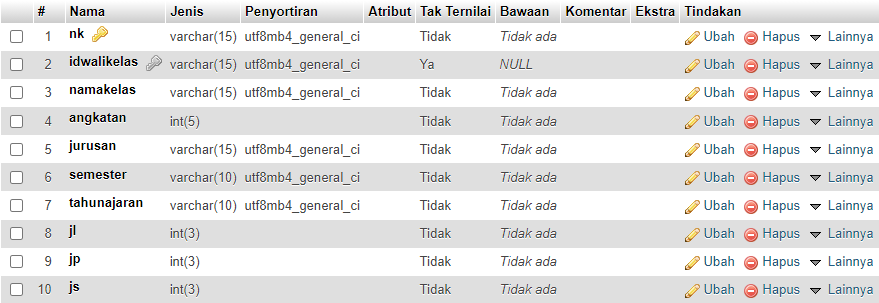 # Nama Jenis Penyortiran Atribut Tak Ternilai Bawaan Komentar Ekstra Tindakan
1 nk varchar(15) utf8mb4_general_ci Tidak Tidak ada Ubah Hapus Lainnya
2 idwalikelas varchar(15) utf8mb4_general_ci Ya NULL Ubah Hapus Lainnya
3 namakelas varchar(15) utf8mb4_general_ci Tidak Tidak ada Ubah Hapus Lainnya
4 angkatan int(5) Tidak Tidak ada Ubah Hapus Lainnya
5 jurusan varchar(15) utf8mb4_general_ci Tidak Tidak ada Ubah Hapus Lainnya
6 semester varchar(10) utf8mb4_general_ci Tidak Tidak ada Ubah Hapus Lainnya
7 tahunajaran varchar(10) utf8mb4_general_ci Tidak Tidak ada Ubah Hapus Lainnya
8 jl int(3) Tidak Tidak ada Ubah Hapus Lainnya
9 jp int(3) Tidak Tidak ada Ubah Hapus Lainnya
10 js int(3) Tidak Tidak ada Ubah Hapus Lainnya